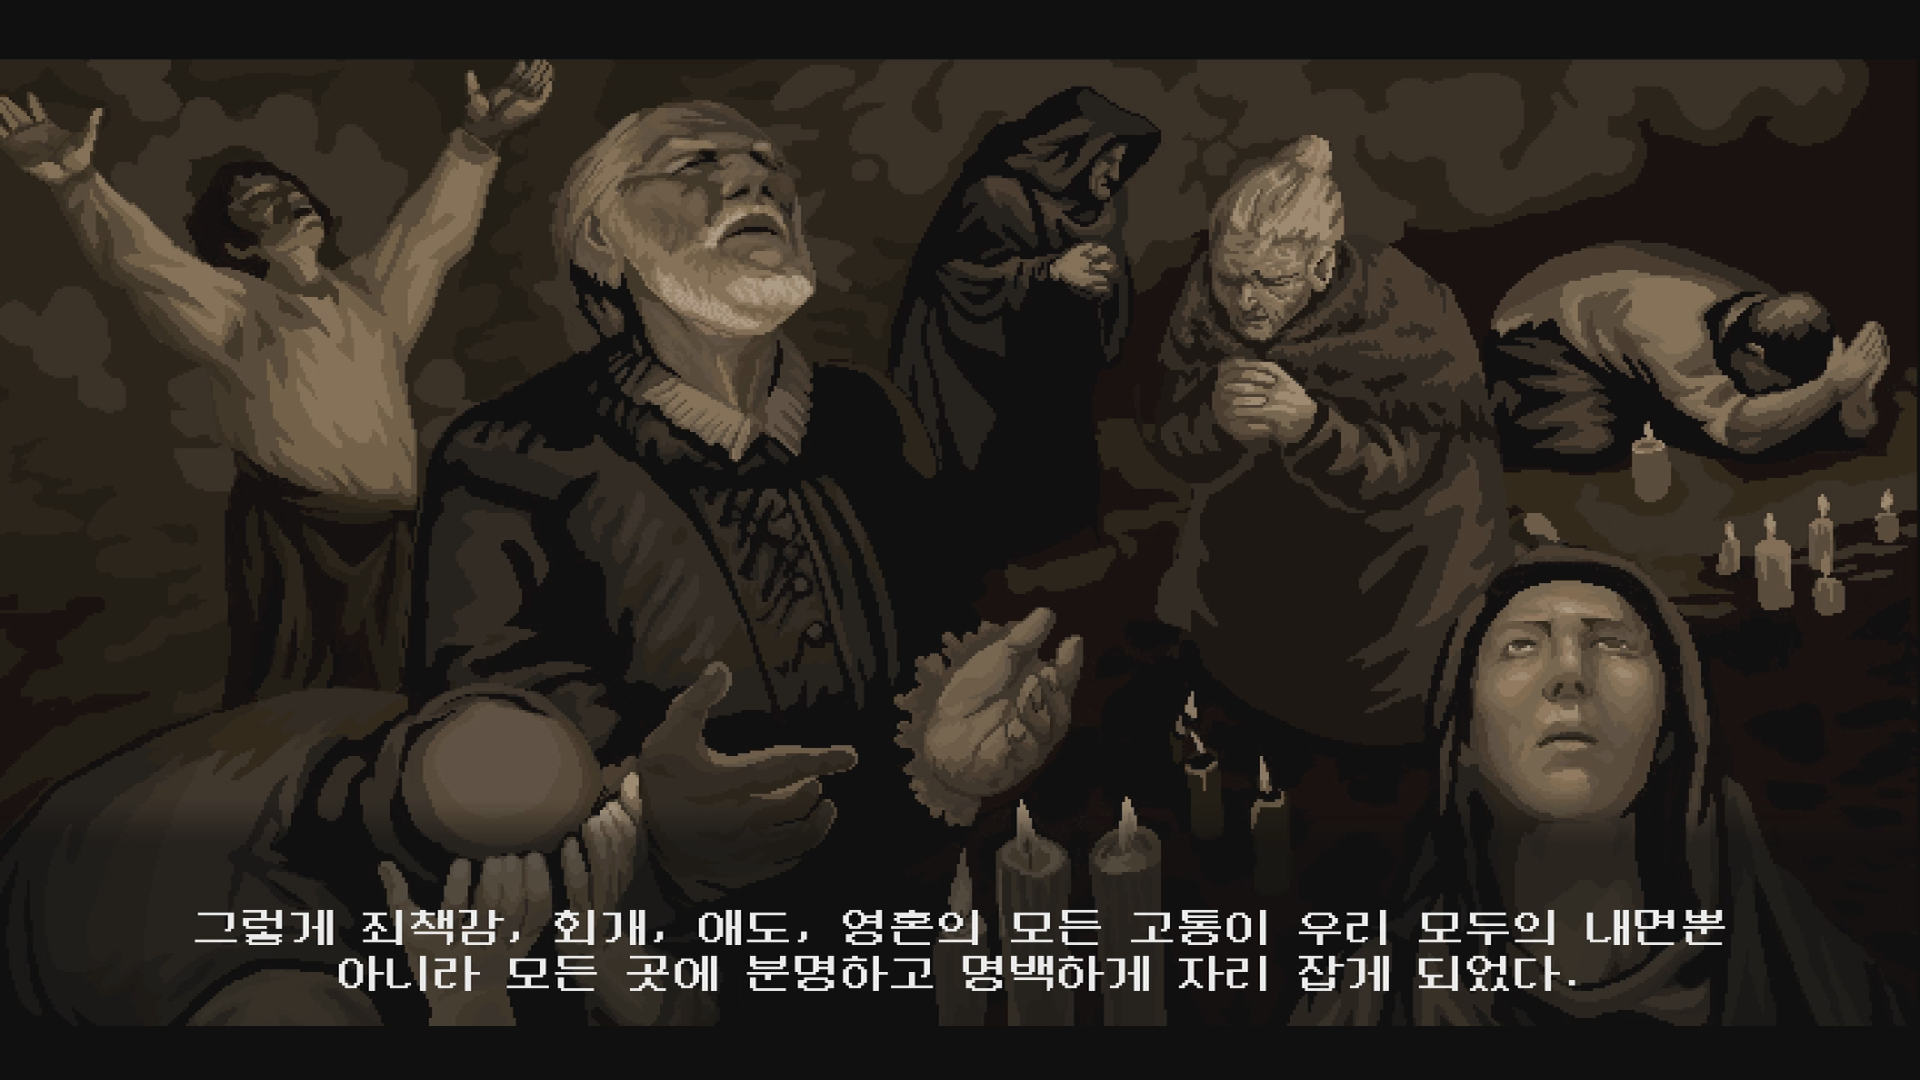 그렇게 죄책감, 회개, 애도, 영혼의 모든 고통이 우리 모두의 내면뿐
아니라 모든 곳에 분명하고 명백하게 자리 잡게 되었다.